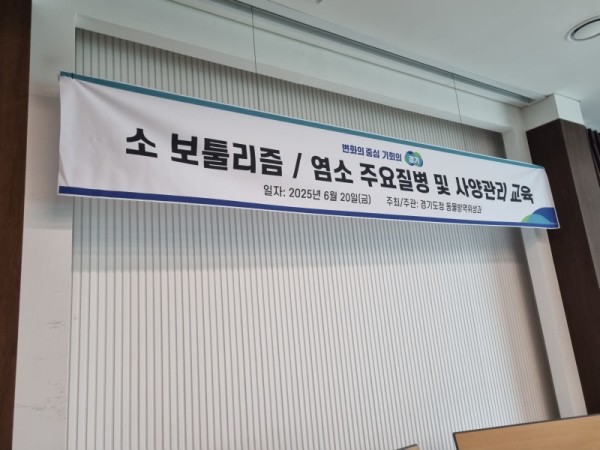 변화의 중심 기회의 경기
소 보툴리즘 / 염소 주요질병 및 사양관리 교육
일자: 2025년 6월 20일(금) 주최/주관: 경기도청 동물방역위생과